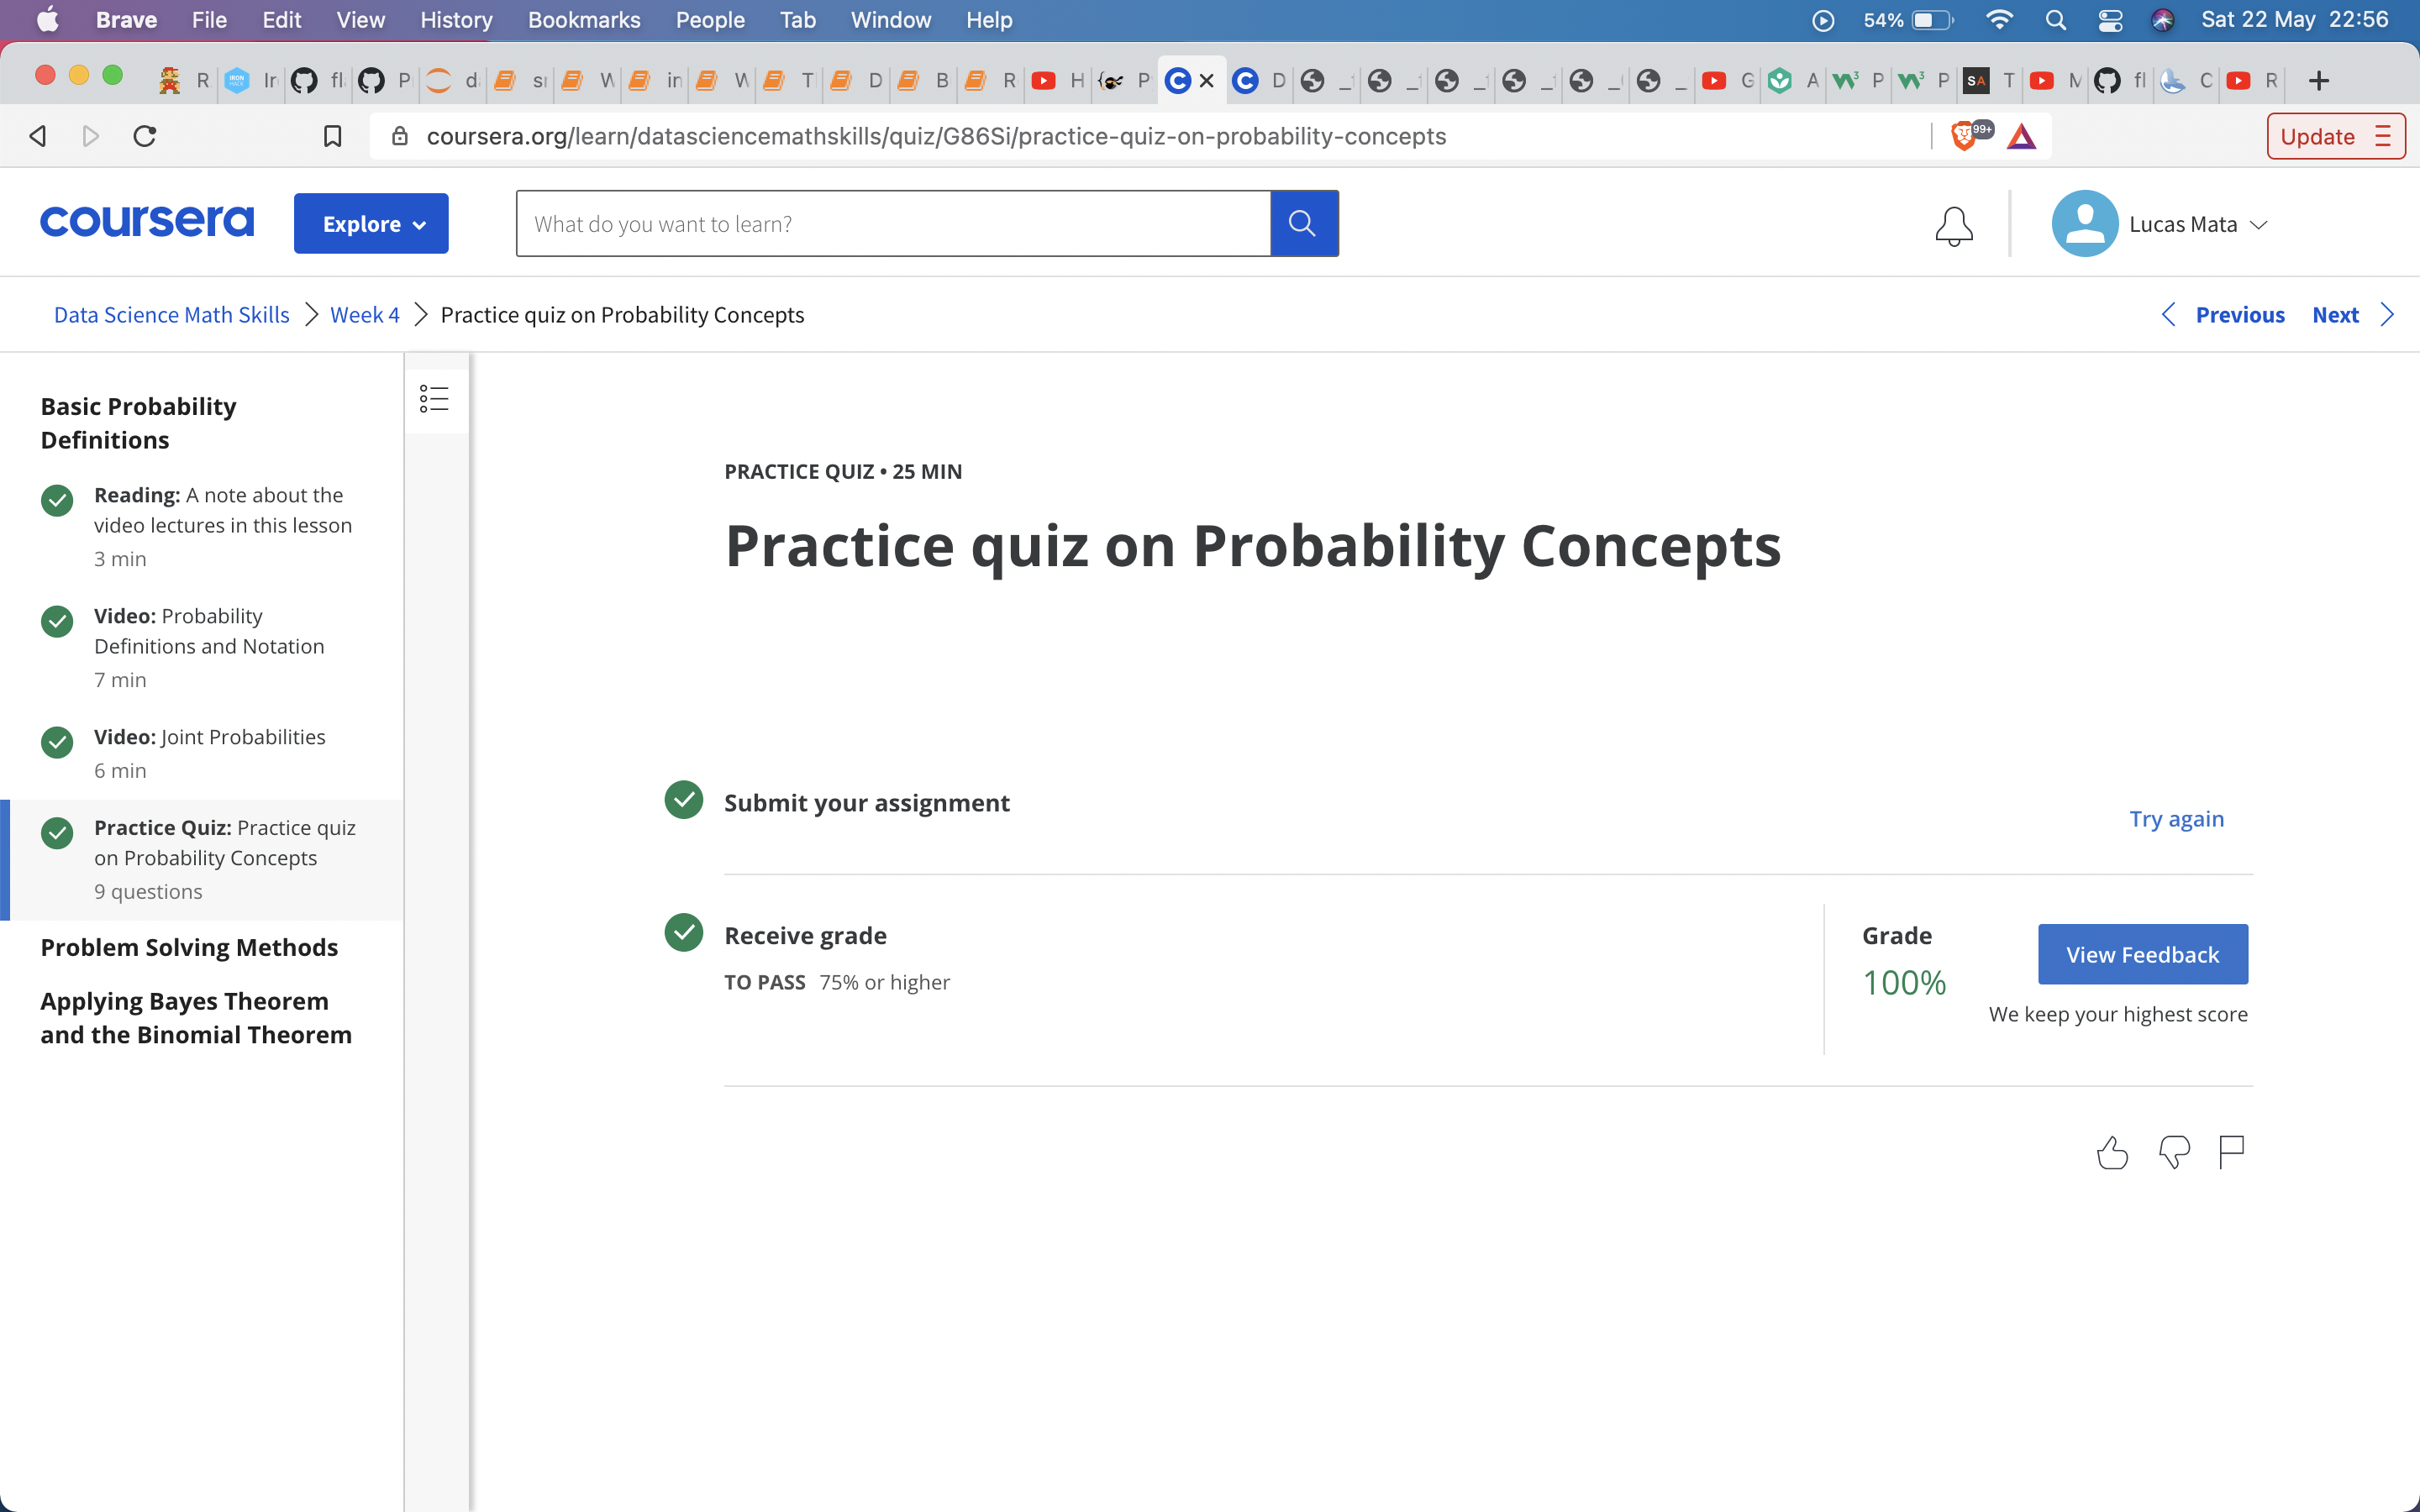 Brave File Edit View History Bookmarks People Tab Window Help 54% Sat 22 May 22:56
R Ir fl P d sr W in W T D B R H P D G A P P SA T M fl C R
coursera.org/learn/datasciencemathskills/quiz/G86Si/practice-quiz-on-probability-concepts 99+ Update
coursera Explore What do you want to learn? Lucas Mata
Data Science Math Skills Week 4 Practice quiz on Probability Concepts Previous Next
Basic Probability
Definitions
Reading: A note about the
video lectures in this lesson
3 min
Video: Probability
Definitions and Notation
7 min
Video: Joint Probabilities
6 min
Practice Quiz: Practice quiz
on Probability Concepts
9 questions
Problem Solving Methods
Applying Bayes Theorem
and the Binomial Theorem
PRACTICE QUIZ • 25 MIN
Practice quiz on Probability Concepts
Submit your assignment
Try again
Receive grade
TO PASS 75% or higher
Grade
100%
View Feedback
We keep your highest score